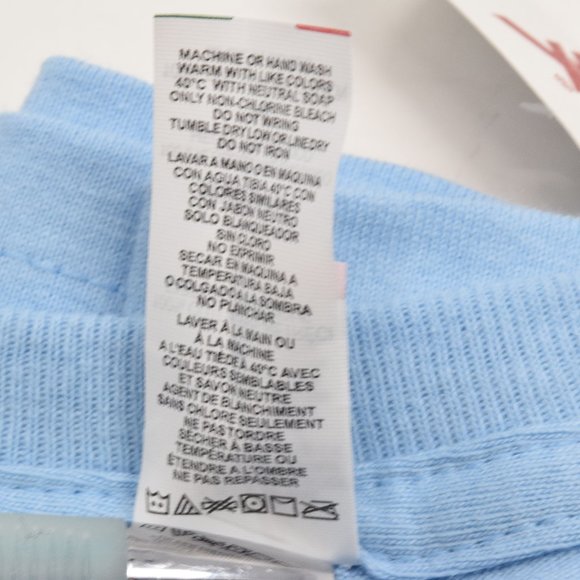 MACHINE OR HAND WASH
WARM WITH LIKE COLORS
40°C WITH NEUTRAL SOAP
ONLY NON-CHLORINE BLEACH
DO NOT WRING
TUMBLE DRY LOW OR LINE DRY
DO NOT IRON
LAVAR A MANO O EN MAQUINA
CON AGUA TIBIA 40°C CON
COLORES SIMILARES
CON JABON NEUTRO
SOLO BLANQUEADOR
SIN CLORO
NO EXPRIMIR
SECAR EN MAQUINA A
TEMPERATURA BAJA
O COLGADO A LA SOMBRA
NO PLANCHAR
LAVER À LA MAIN OU
À LA MACHINE
A L'EAU TIÈDE À 40°C AVEC
COULEURS SEMBLABLES
ET SAVON NEUTRE
AGENT DE BLANCHIMENT
SANS CHLORE SEULEMENT
NE PAS TORDRE
SÉCHER À BASSE
TEMPÉRATURE OU
ÉTENDRE A L'OMBRE
NE PAS REPASSER